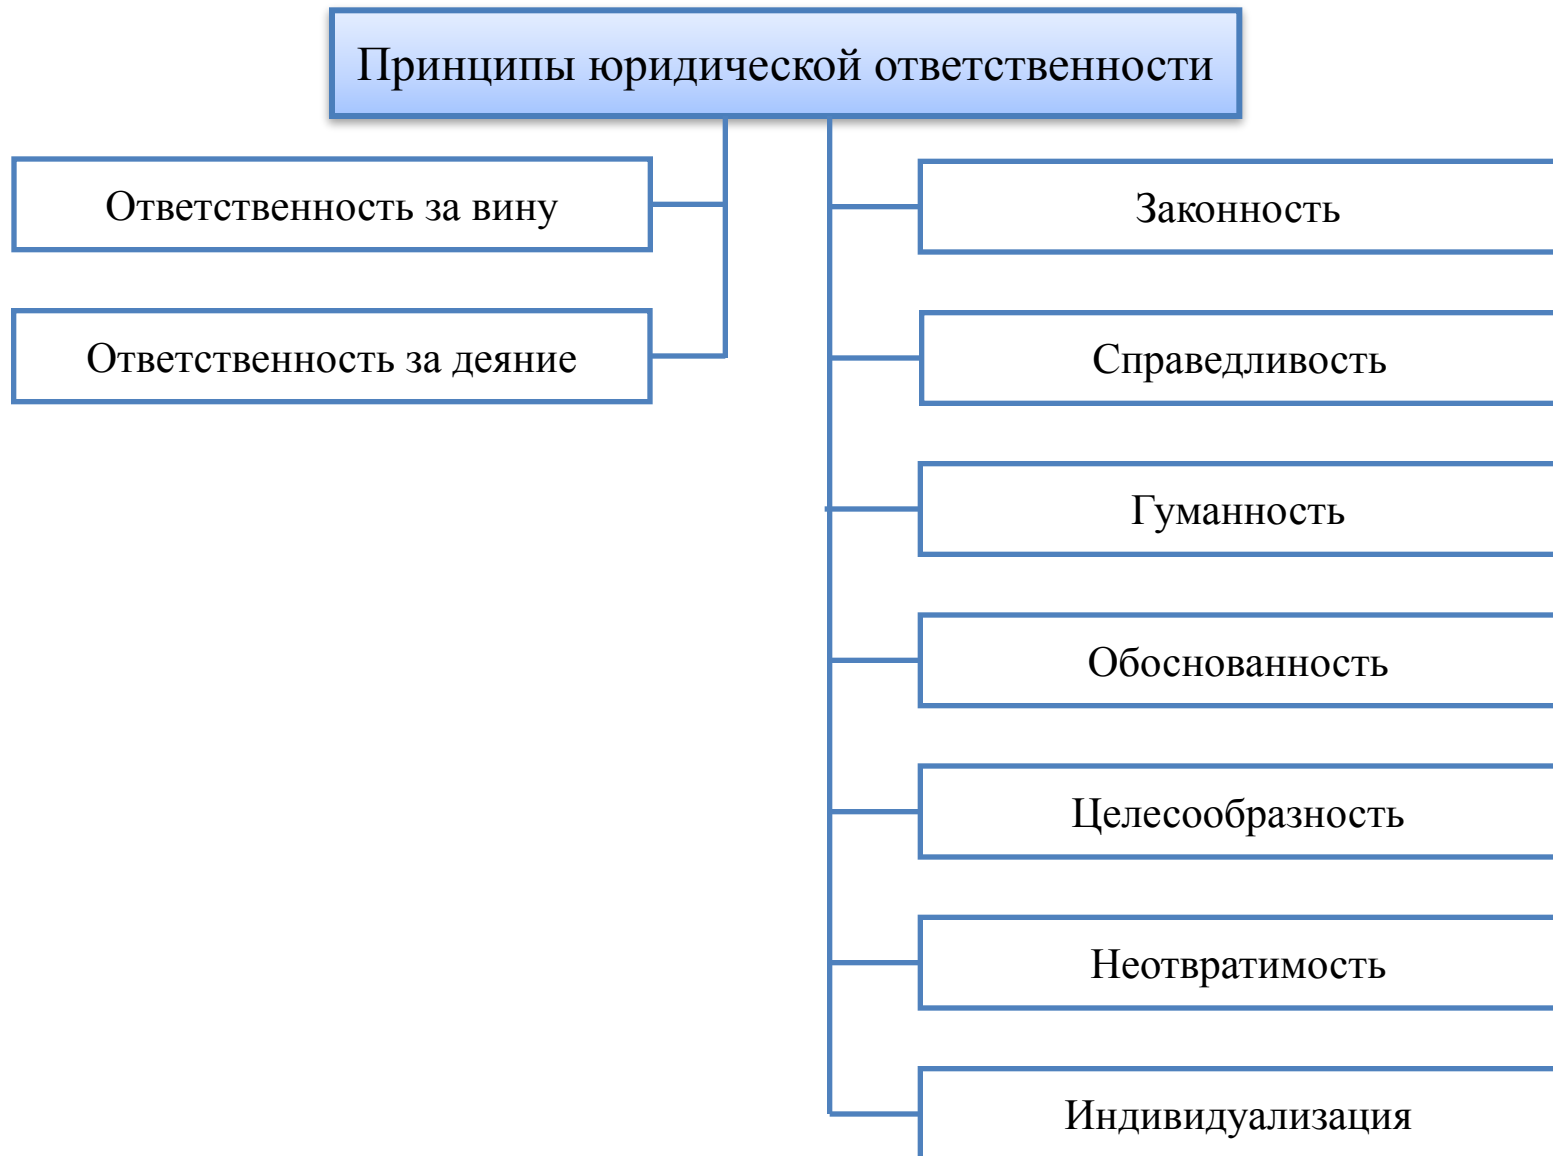 Принципы юридической ответственности
Ответственность за вину
Ответственность за деяние
Законность
Справедливость
Гуманность
Обоснованность
Целесообразность
Неотвратимость
Индивидуализация